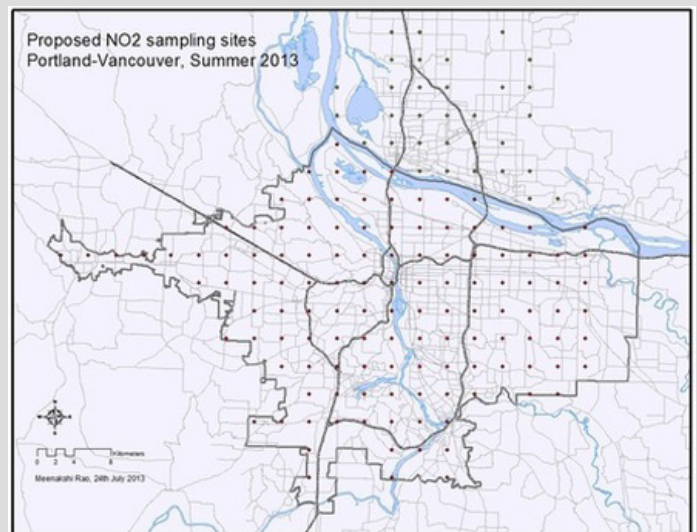 Proposed NO2 sampling sites
Portland-Vancouver, Summer 2013
0 2 4 8
Kilometers
Meenakshi Rao, 24th July 2013